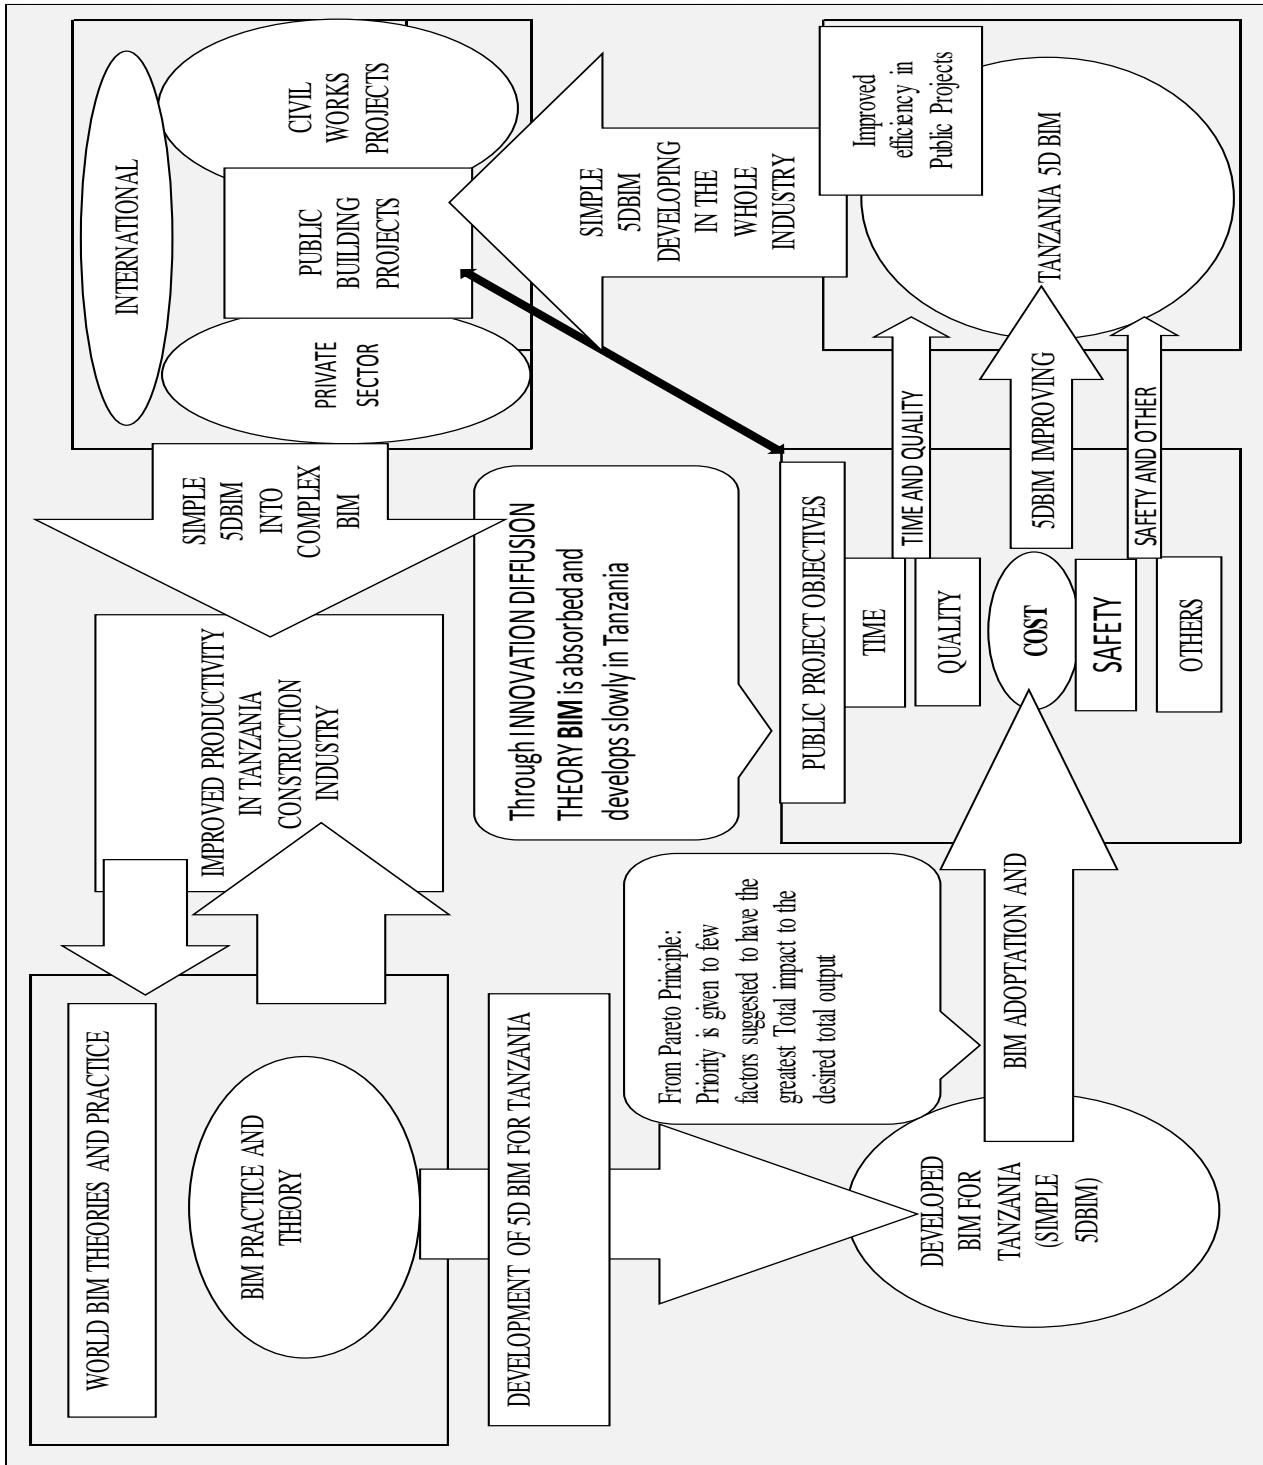 WORLD BIM THEORIES AND PRACTICE
BIM PRACTICE AND
THEORY
DEVELOPMENT OF 5D BIM FOR TANZANIA
DEVELOPED
BIM FOR
TANZANIA
(SIMPLE
5DBIM)
From Pareto Principle:
Priority is given to few
factors suggested to have the
greatest Total impact to the
desired total output
BIM ADOPTATION AND
Through INNOVATION DIFFUSION
THEORY BIM is absorbed and
develops slowly in Tanzania
PUBLIC PROJECT OBJECTIVES
TIME
QUALITY
COST
SAFETY
OTHERS
TIME AND QUALITY
5DBIM IMPROVING
SAFETY AND OTHER
TANZANIA 5D BIM
Improved
efficiency in
Public Projects
SIMPLE
5DBIM
DEVELOPING
IN THE
WHOLE
INDUSTRY
INTERNATIONAL
CIVIL
WORKS
PROJECTS
PUBLIC
BUILDING
PROJECTS
PRIVATE
SECTOR
SIMPLE
5DBIM
INTO
COMPLEX
BIM
IMPROVED PRODUCTIVITY
IN TANZANIA
CONSTRUCTION
INDUSTRY